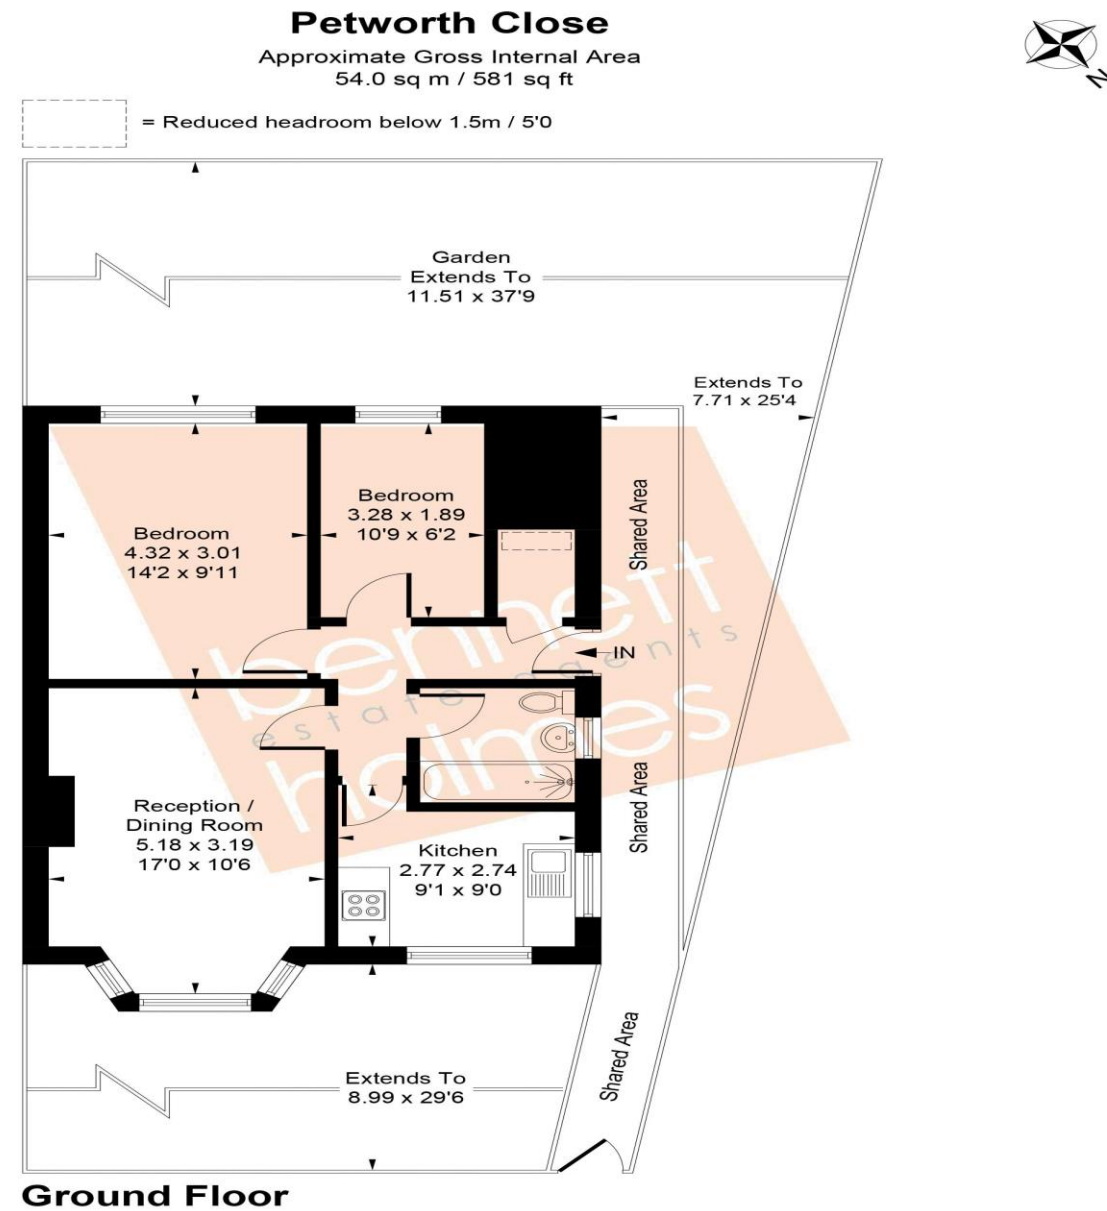 Petworth Close
Approximate Gross Internal Area
54.0 sq m / 581 sq ft
N
= Reduced headroom below 1.5m / 5'0
Garden
Extends To
11.51 x 37'9
Extends To
7.71 x 25'4
Bedroom
4.32 x 3.01
14'2 x 9'11
Bedroom
3.28 x 1.89
10'9 x 6'2
Shared Area
IN
bennett
estate agents
holmes
Reception /
Dining Room
5.18 x 3.19
17'0 x 10'6
Kitchen
2.77 x 2.74
9'1 x 9'0
Shared Area
Shared Area
Extends To
8.99 x 29'6
Ground Floor